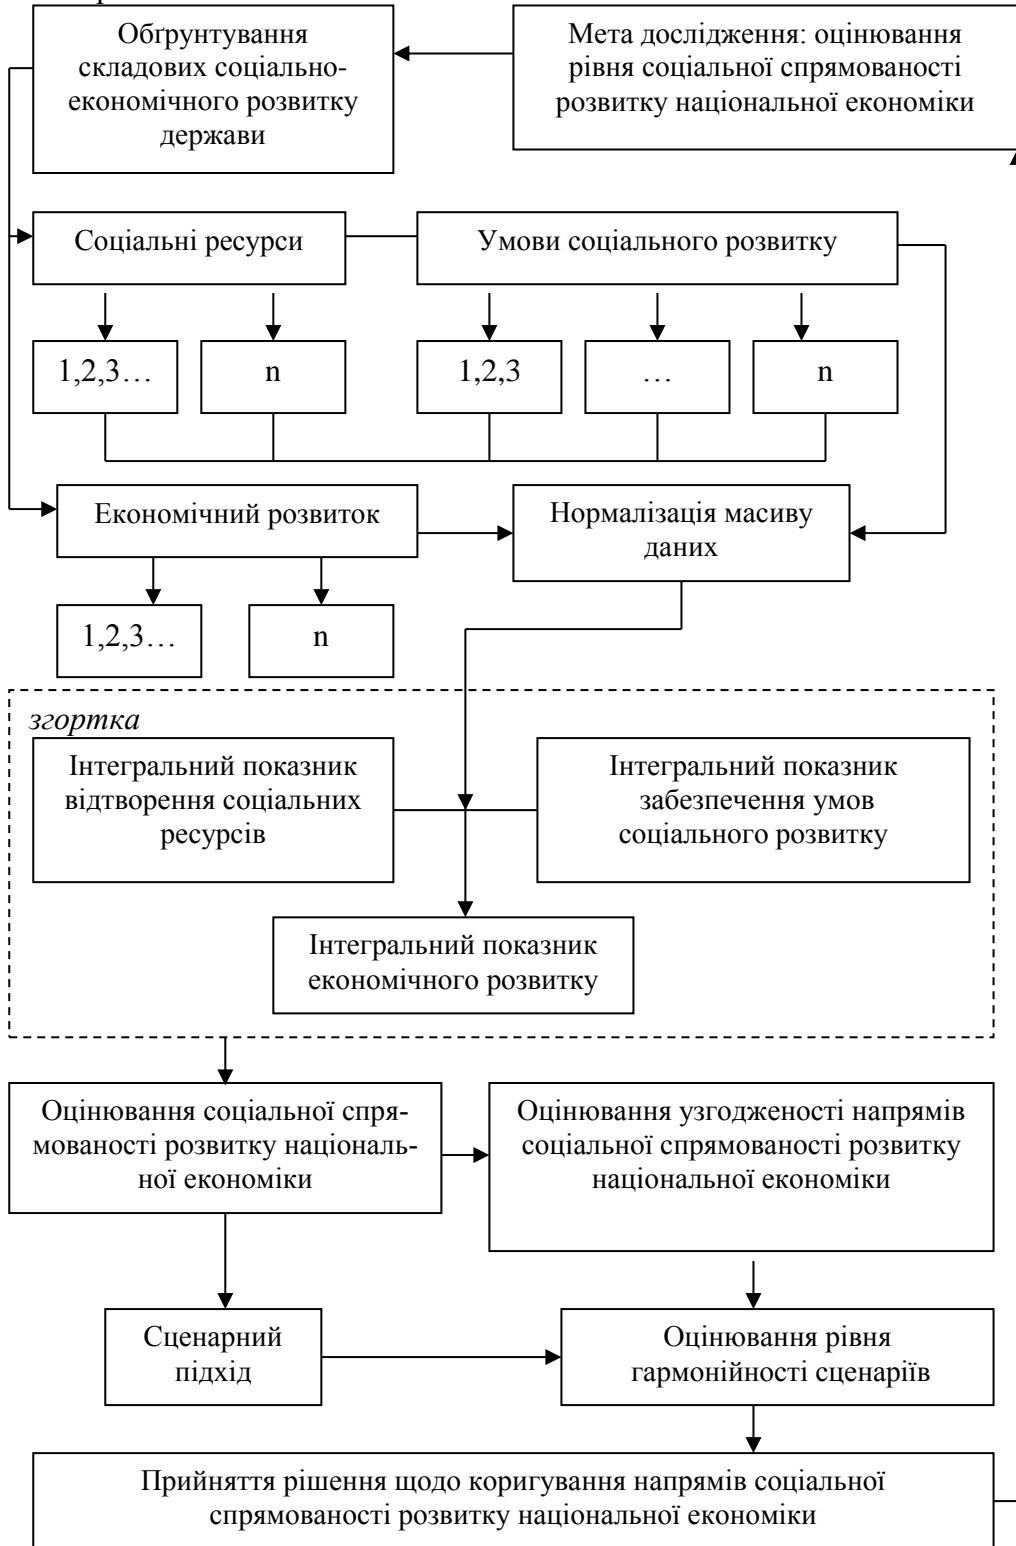 Обґрунтування
складових соціально-
економічного розвитку
держави
Мета дослідження: оцінювання
рівня соціальної спрямованості
розвитку національної економіки
Соціальні ресурси
Умови соціального розвитку
1,2,3…
n
1,2,3
…
n
Економічний розвиток
Нормалізація масиву
даних
1,2,3…
n
згортка
Інтегральний показник
відтворення соціальних
ресурсів
Інтегральний показник
забезпечення умов
соціального розвитку
Інтегральний показник
економічного розвитку
Оцінювання соціальної спря-
мованості розвитку національ-
ної економіки
Оцінювання узгодженості напрямів
соціальної спрямованості розвитку
національної економіки
Сценарний
підхід
Оцінювання рівня
гармонійності сценаріїв
Прийняття рішення щодо коригування напрямів соціальної
спрямованості розвитку національної економіки